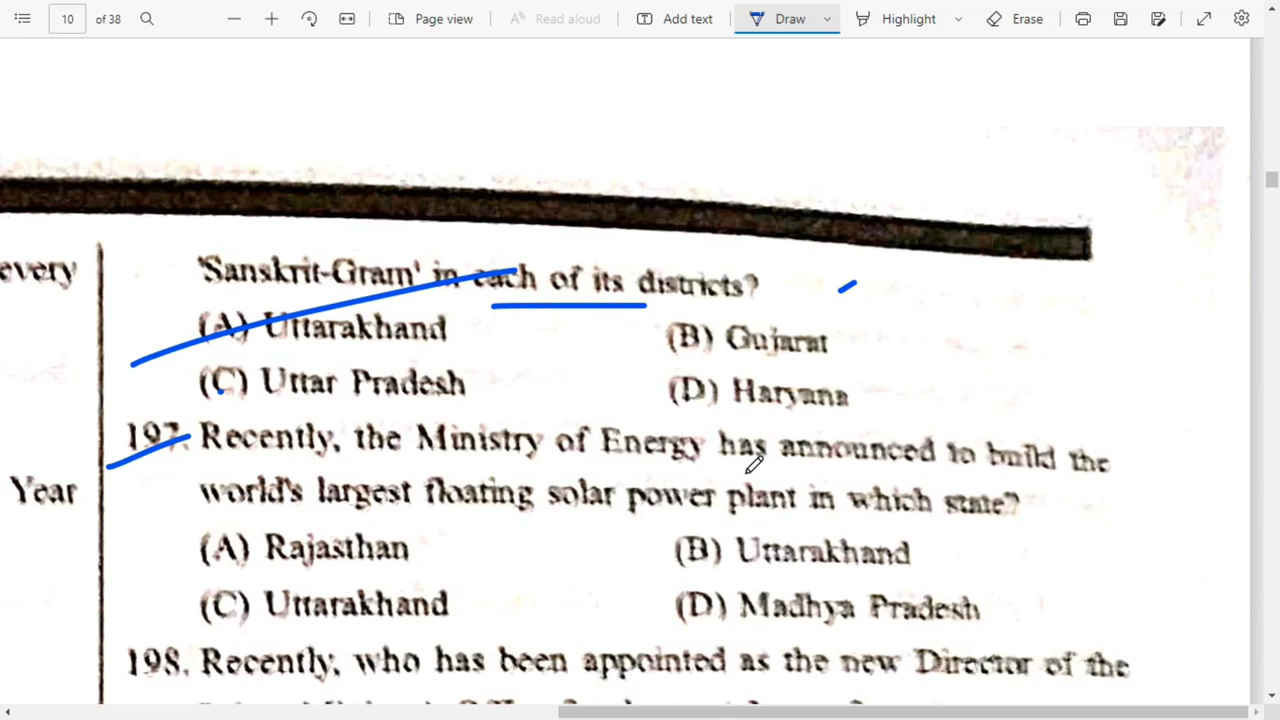 10 of 38 Page view Read aloud Add text Draw Highlight Erase
every
'Sanskrit-Gram' in each of its districts?
(A) Uttarakhand (B) Gujarat
(C) Uttar Pradesh (D) Haryana
197. Recently, the Ministry of Energy has announced to build the
Year
world's largest floating solar power plant in which state?
(A) Rajasthan (B) Uttarakhand
(C) Uttarakhand (D) Madhya Pradesh
198. Recently, who has been appointed as the new Director of the